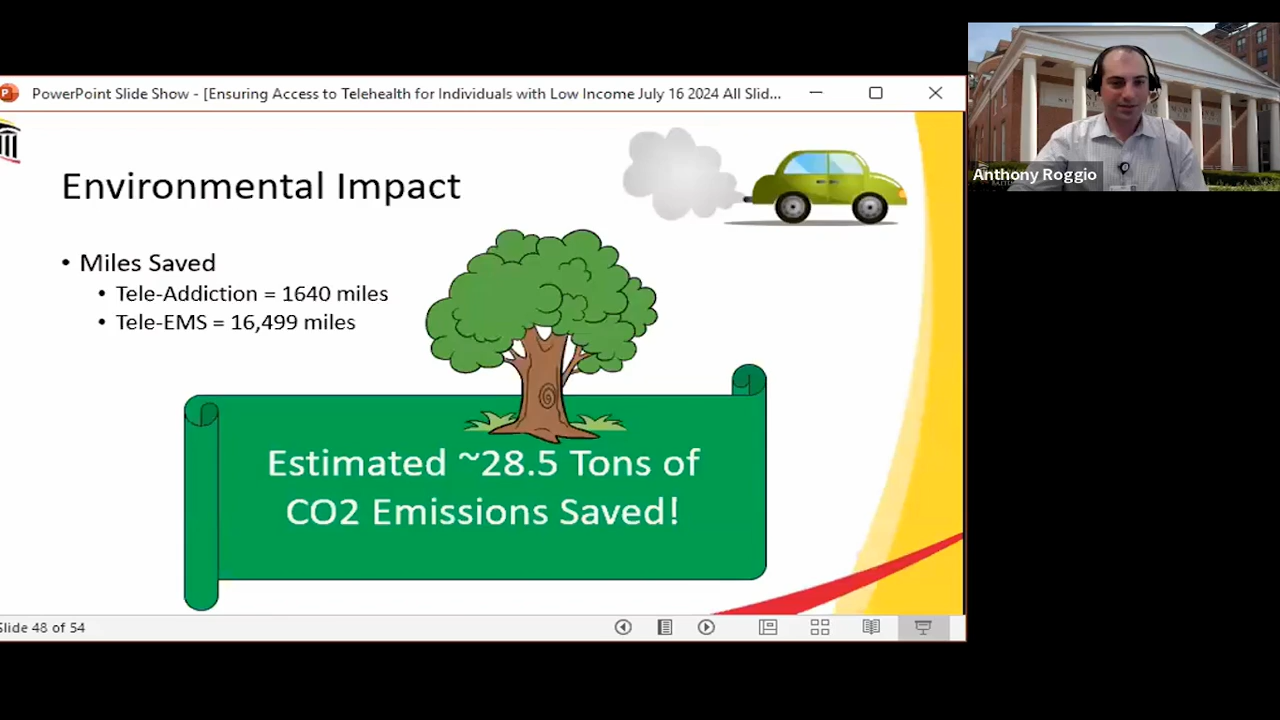 PowerPoint Slide Show - [Ensuring Access to Telehealth for Individuals with Low Income July 16 2024 All Slid...
Environmental Impact
• Miles Saved
• Tele-Addiction = 1640 miles
• Tele-EMS = 16,499 miles
Estimated ~28.5 Tons of
CO2 Emissions Saved!
Slide 48 of 54
Anthony Roggio